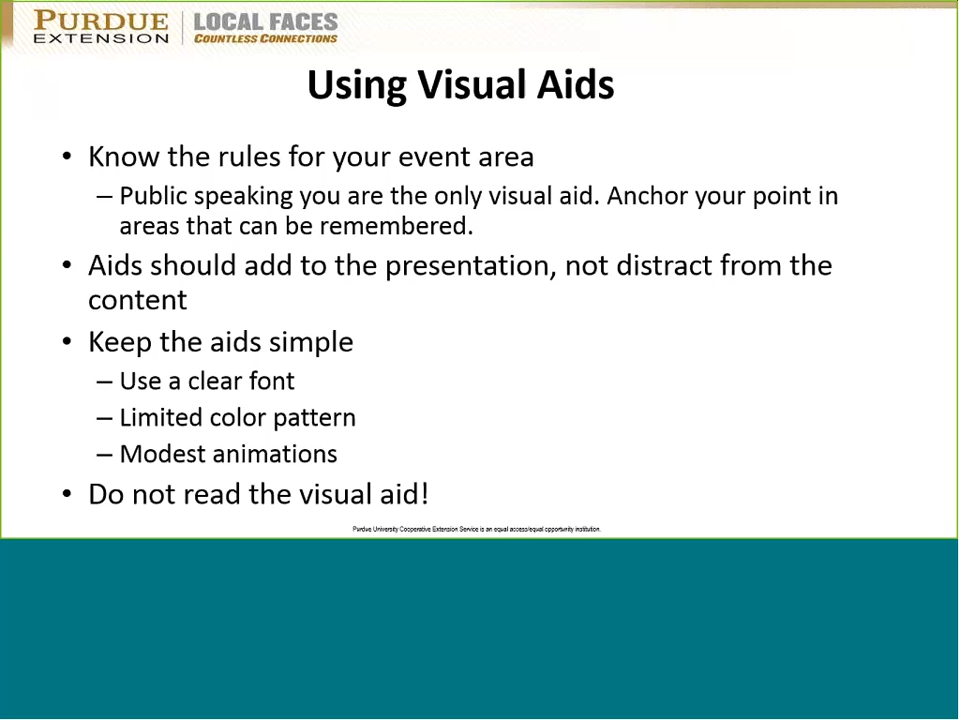 PURDUE
EXTENSION
LOCAL FACES
COUNTLESS CONNECTIONS
Using Visual Aids
• Know the rules for your event area
– Public speaking you are the only visual aid. Anchor your point in
areas that can be remembered.
• Aids should add to the presentation, not distract from the
content
• Keep the aids simple
– Use a clear font
– Limited color pattern
– Modest animations
• Do not read the visual aid!
Purdue University Cooperative Extension Service is an equal access/equal opportunity institution.